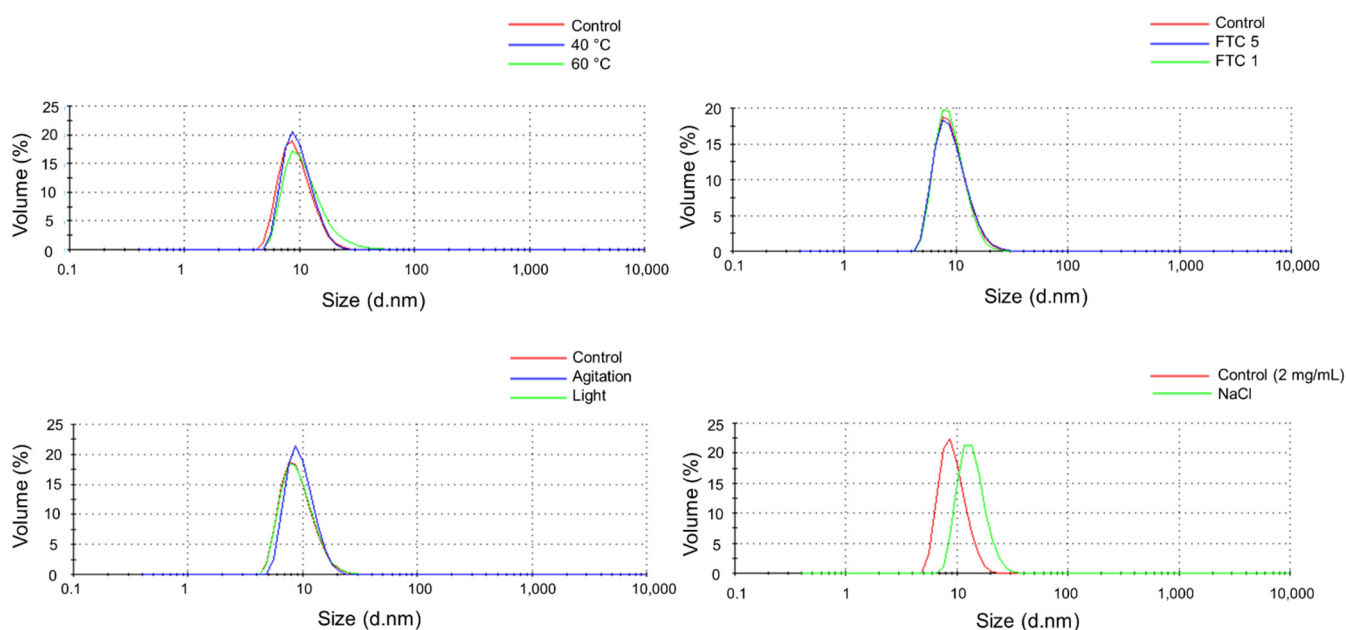 Control
40 °C
60 °C
25
20
15
10
5
0
Volume (%)
0.1 1 10 100 1,000 10,000
Size (d.nm)
Control
FTC 5
FTC 1
20
15
10
5
0
Volume (%)
0.1 1 10 100 1,000 10,000
Size (d.nm)
Control
Agitation
Light
25
20
15
10
5
0
Volume (%)
0.1 1 10 100 1,000 10,000
Size (d.nm)
Control (2 mg/mL)
NaCl
25
20
15
10
5
0
Volume (%)
0.1 1 10 100 1,000 10,000
Size (d.nm)